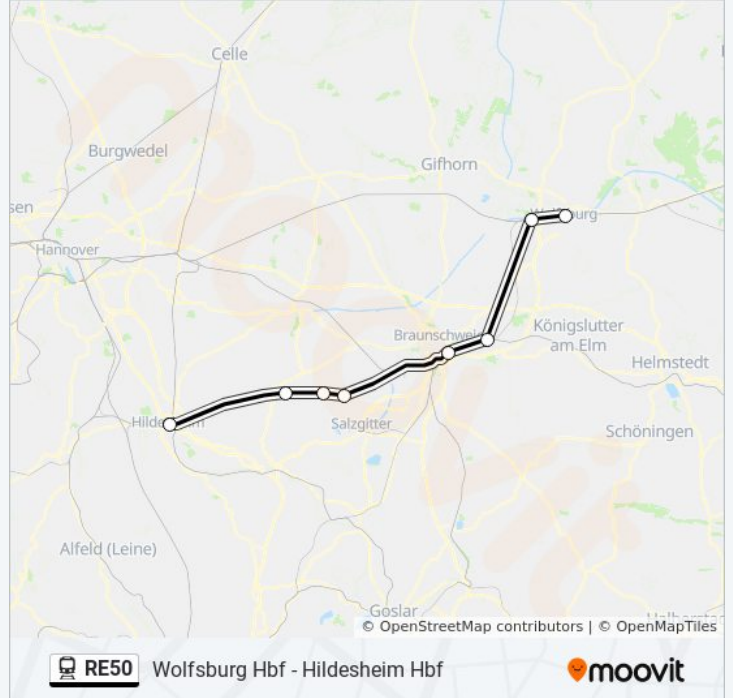 Celle
Burgwedel
Gifhorn
sen
Hannover
Braunschwei
Königslutter
am Elm
Helmstedt
Salzgitter
Schöningen
Alfeld (Leine)
Goslar
© OpenStreetMap contributors | © OpenMapTiles
RE50 Wolfsburg Hbf - Hildesheim Hbf
moovit